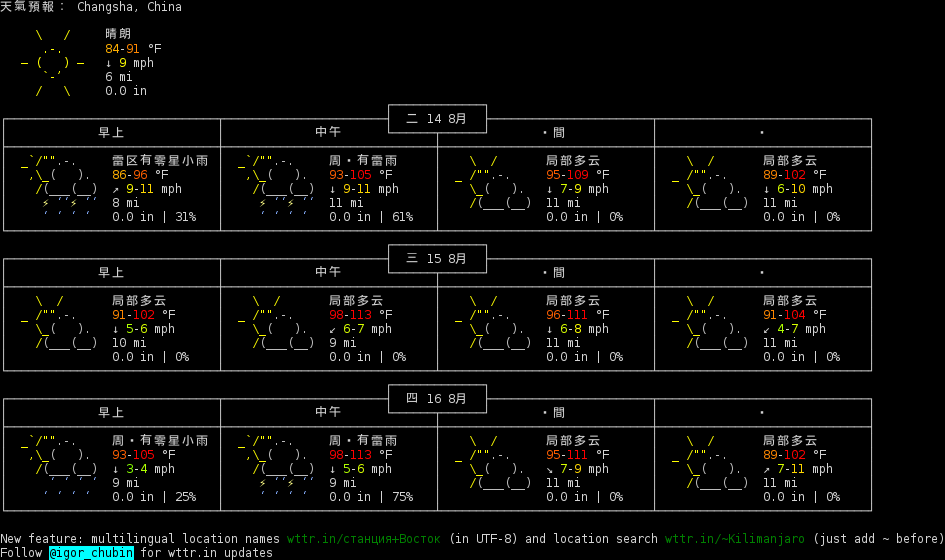 天氣預報： Changsha, China
晴朗
84-91 °F
↓ 9 mph
6 mi
0.0 in
二 14 8月
早上 中午 ・間 ・
雷区有零星小雨 周・有雷雨 局部多云 局部多云
86-96 °F 93-105 °F 95-109 °F 89-102 °F
↗ 9-11 mph ↓ 9-11 mph ↓ 7-9 mph ↓ 6-10 mph
8 mi 11 mi 11 mi 11 mi
0.0 in | 31% 0.0 in | 61% 0.0 in | 0% 0.0 in | 0%
三 15 8月
早上 中午 ・間 ・
局部多云 局部多云 局部多云 局部多云
91-102 °F 98-113 °F 96-111 °F 91-104 °F
↓ 5-6 mph ↙ 6-7 mph ↓ 6-8 mph ↙ 4-7 mph
10 mi 9 mi 11 mi 11 mi
0.0 in | 0% 0.0 in | 0% 0.0 in | 0% 0.0 in | 0%
四 16 8月
早上 中午 ・間 ・
周・有零星小雨 周・有雷雨 局部多云 局部多云
93-105 °F 98-113 °F 95-111 °F 89-102 °F
↓ 3-4 mph ↓ 5-6 mph ↘ 7-9 mph ↗ 7-11 mph
9 mi 9 mi 11 mi 11 mi
0.0 in | 25% 0.0 in | 75% 0.0 in | 0% 0.0 in | 0%
New feature: multilingual location names wttr.in/станция+Восток (in UTF-8) and location search wttr.in/~Kilimanjaro (just add ~ before)
Follow @igor_chubin for wttr.in updates